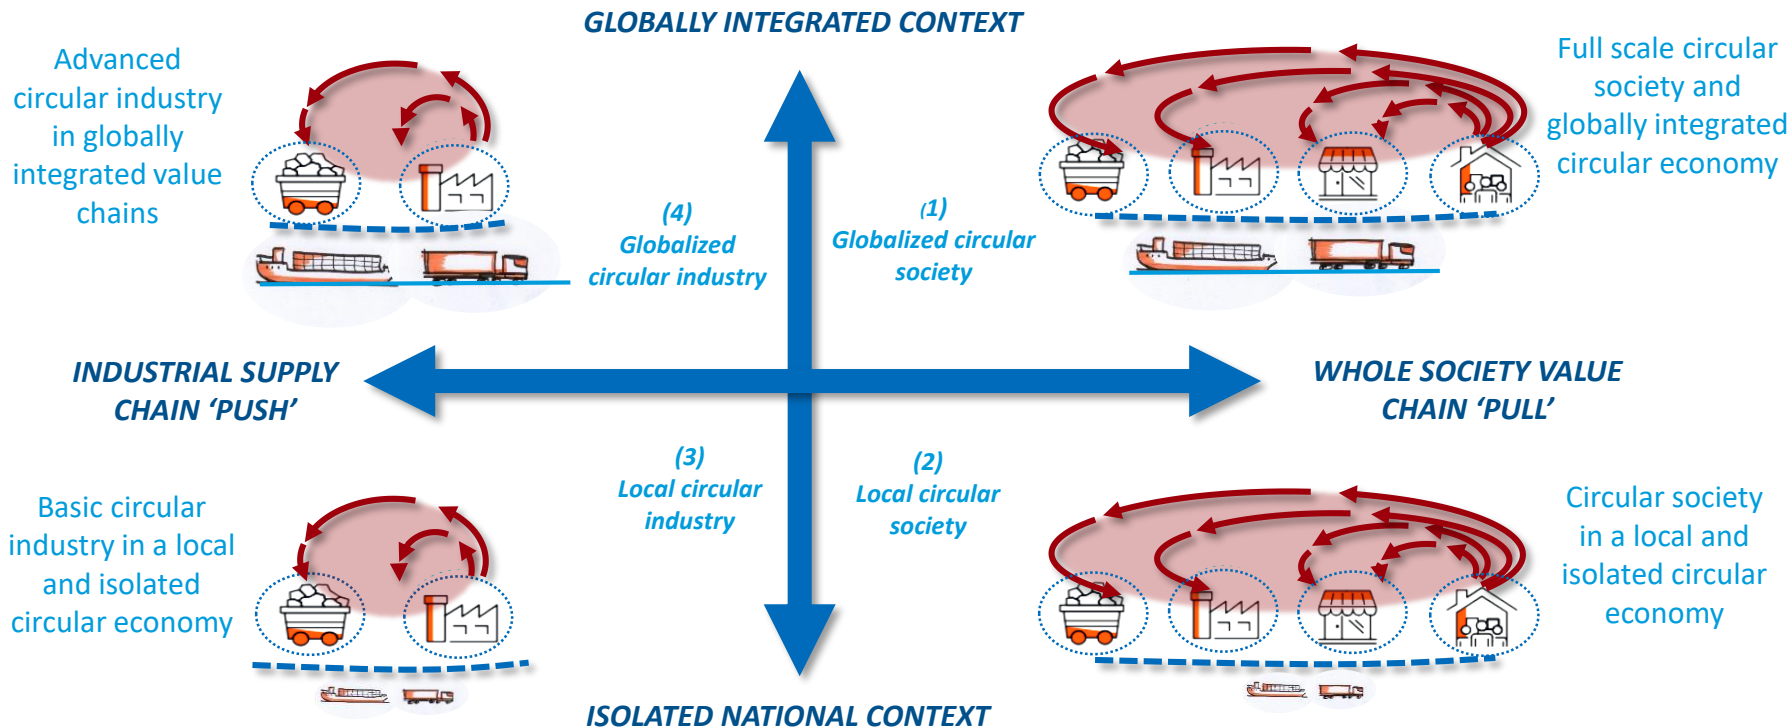 GLOBALLY INTEGRATED CONTEXT
Advanced
circular industry
in globally
integrated value
chains
Full scale circular
society and
globally integrated
circular economy
(4)
Globalized
circular industry
(1)
Globalized circular
society
INDUSTRIAL SUPPLY
CHAIN ‘PUSH’
WHOLE SOCIETY VALUE
CHAIN ‘PULL’
(3)
Local circular
industry
(2)
Local circular
society
Basic circular
industry in a local
and isolated
circular economy
Circular society
in a local and
isolated circular
economy
ISOLATED NATIONAL CONTEXT